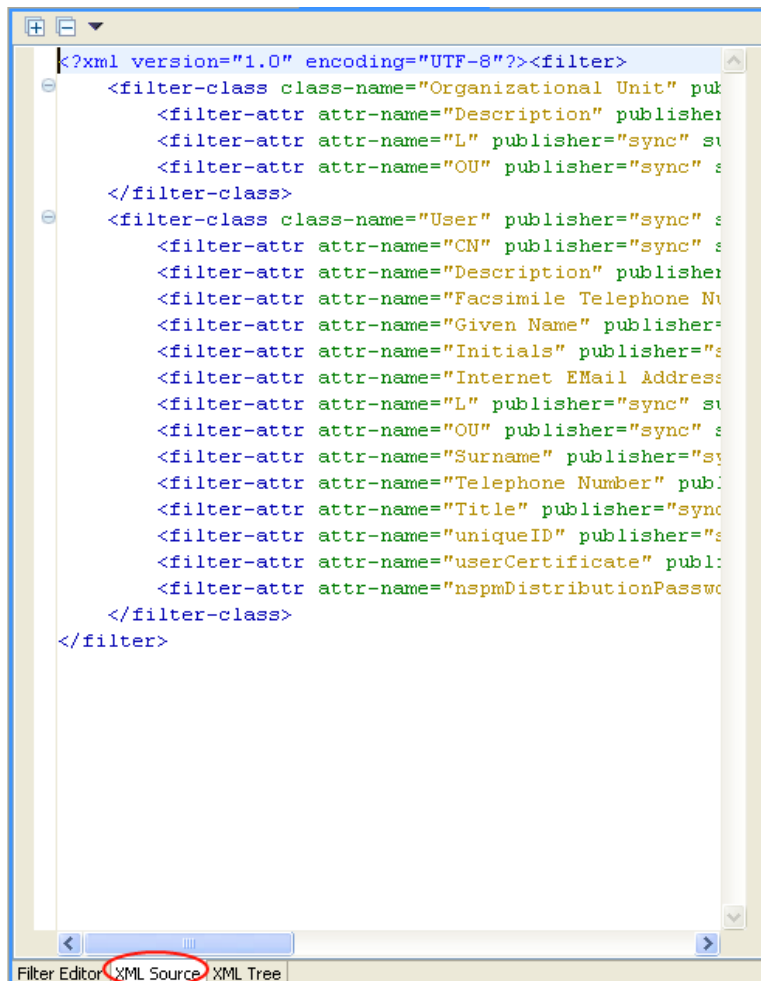 <?xml version="1.0" encoding="UTF-8"?><filter>
<filter-class class-name="Organizational Unit" pub
<filter-attr attr-name="Description" publisher
<filter-attr attr-name="L" publisher="sync" su
<filter-attr attr-name="OU" publisher="sync" s
</filter-class>
<filter-class class-name="User" publisher="sync" s
<filter-attr attr-name="CN" publisher="sync" s
<filter-attr attr-name="Description" publisher
<filter-attr attr-name="Facsimile Telephone Nu
<filter-attr attr-name="Given Name" publisher=
<filter-attr attr-name="Initials" publisher="s
<filter-attr attr-name="Internet EMail Address
<filter-attr attr-name="L" publisher="sync" su
<filter-attr attr-name="OU" publisher="sync" s
<filter-attr attr-name="Surname" publisher="sy
<filter-attr attr-name="Telephone Number" publ
<filter-attr attr-name="Title" publisher="sync
<filter-attr attr-name="uniqueID" publisher="s
<filter-attr attr-name="userCertificate" publi
<filter-attr attr-name="nspmDistributionPasswo
</filter-class>
</filter>
Filter Editor XML Source XML Tree